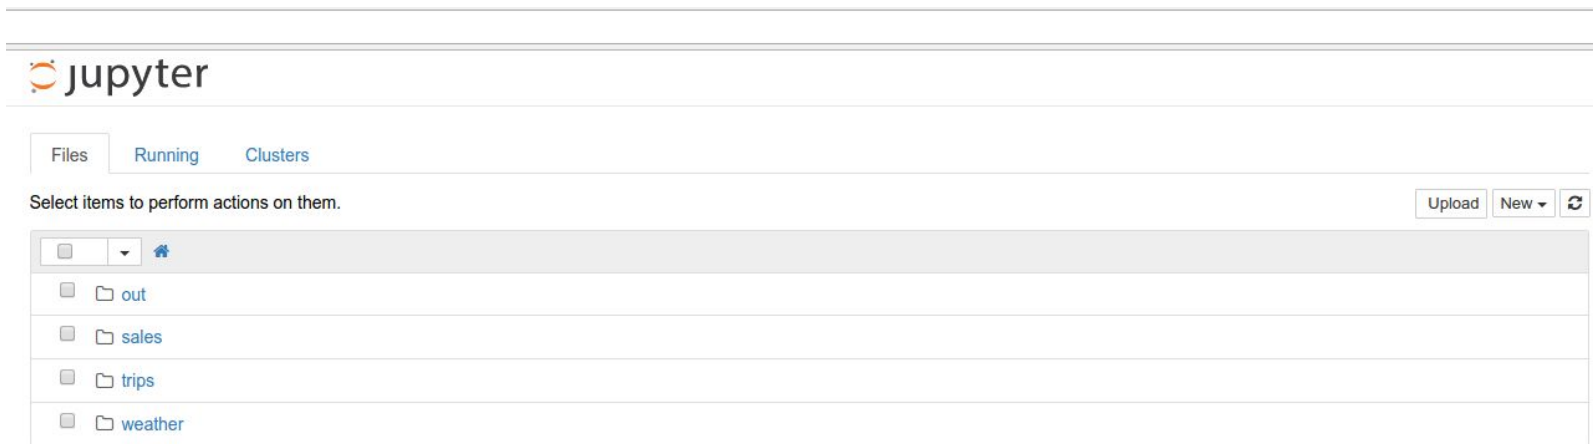 jupyter
Files Running Clusters
Select items to perform actions on them. Upload New
out
sales
trips
weather